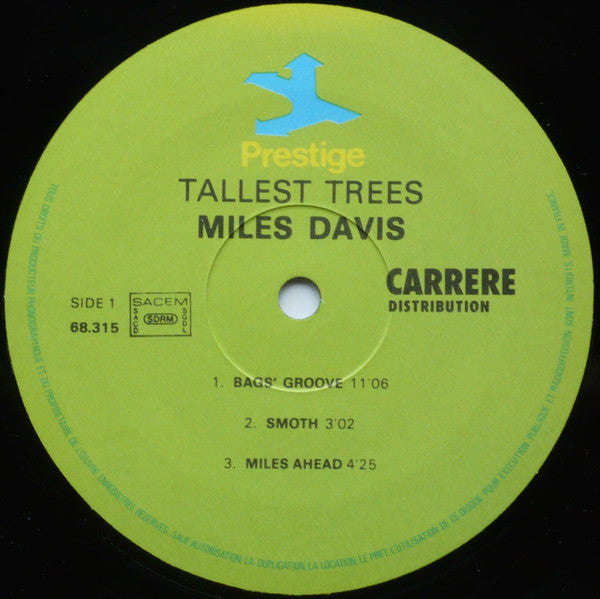 Prestige
TALLEST TREES
MILES DAVIS
CARRERE
DISTRIBUTION
SIDE 1
68.315
SACEM
SACD
SDRM
SGDL
1. BAGS' GROOVE 11'06
2. SMOTH 3'02
3. MILES AHEAD 4'25
TOUS DROITS DU PRODUCTEUR PHONOGRAPHIQUE ET DU PROPRIETAIRE DE L'ŒUVRE ENREGISTREE RESERVES. SAUF AUTORISATION, LA DUPLICATION, LA LOCATION, LE PRET, L'UTILISATION DE CE DISQUE POUR EXECUTION PUBLIQUE ET RADIODIFFUSION SONT INTERDITS. MADE IN FRANCE.